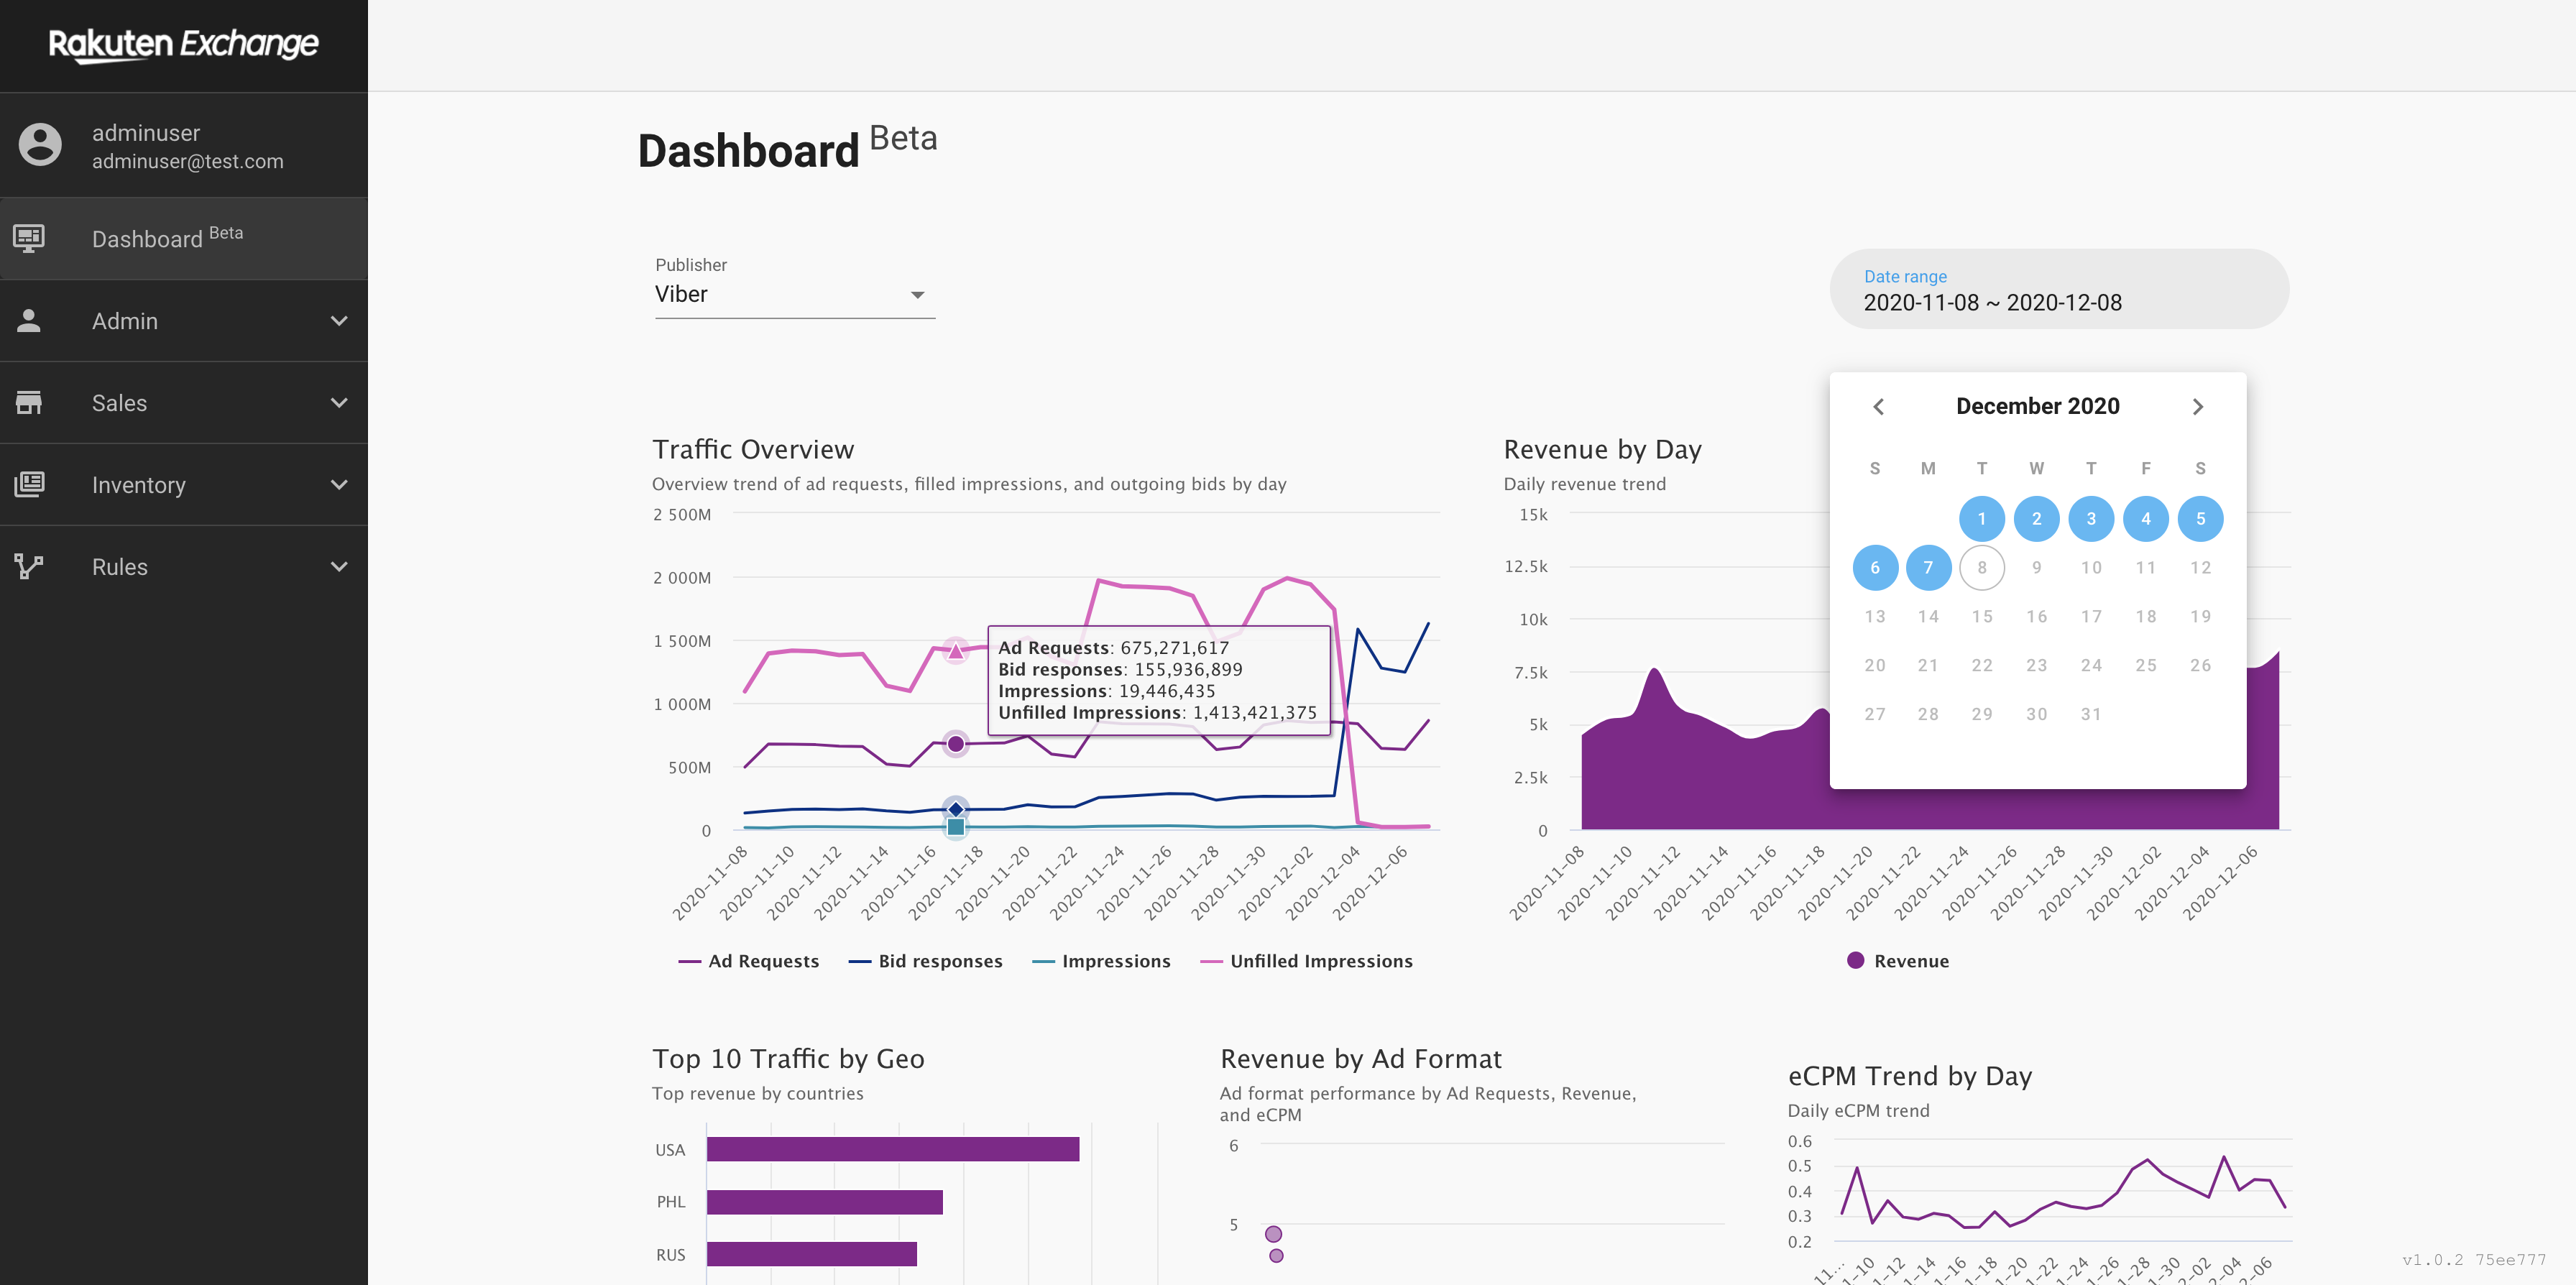 Rakuten Exchange
adminuser
adminuser@test.com
Dashboard Beta
Admin
Sales
Inventory
Rules
Dashboard Beta
Publisher
Viber
Date range
2020-11-08 ~ 2020-12-08
December 2020
S M T W T F S
1 2 3 4 5
6 7 8 9 10 11 12
13 14 15 16 17 18 19
20 21 22 23 24 25 26
27 28 29 30 31
Traffic Overview
Overview trend of ad requests, filled impressions, and outgoing bids by day
2 500M
2 000M
1 500M
1 000M
500M
0
Ad Requests: 675,271,617
Bid responses: 155,936,899
Impressions: 19,446,435
Unfilled Impressions: 1,413,421,375
2020-11-08 2020-11-10 2020-11-12 2020-11-14 2020-11-16 2020-11-18 2020-11-20 2020-11-22 2020-11-24 2020-11-26 2020-11-28 2020-11-30 2020-12-02 2020-12-04 2020-12-06
Ad Requests Bid responses Impressions Unfilled Impressions
Revenue by Day
Daily revenue trend
15k
12.5k
10k
7.5k
5k
2.5k
0
2020-11-08 2020-11-10 2020-11-12 2020-11-14 2020-11-16 2020-11-18 2020-11-20 2020-11-22 2020-11-24 2020-11-26 2020-11-28 2020-11-30 2020-12-02 2020-12-04 2020-12-06
Revenue
Top 10 Traffic by Geo
Top revenue by countries
USA
PHL
RUS
Revenue by Ad Format
Ad format performance by Ad Requests, Revenue,
and eCPM
6
5
eCPM Trend by Day
Daily eCPM trend
0.6
0.5
0.4
0.3
0.2
11... -10 -12 -14 -16 -18 -20 -22 -24 -26 -28 -30 -02 -04 -06
v1.0.2 75ee777